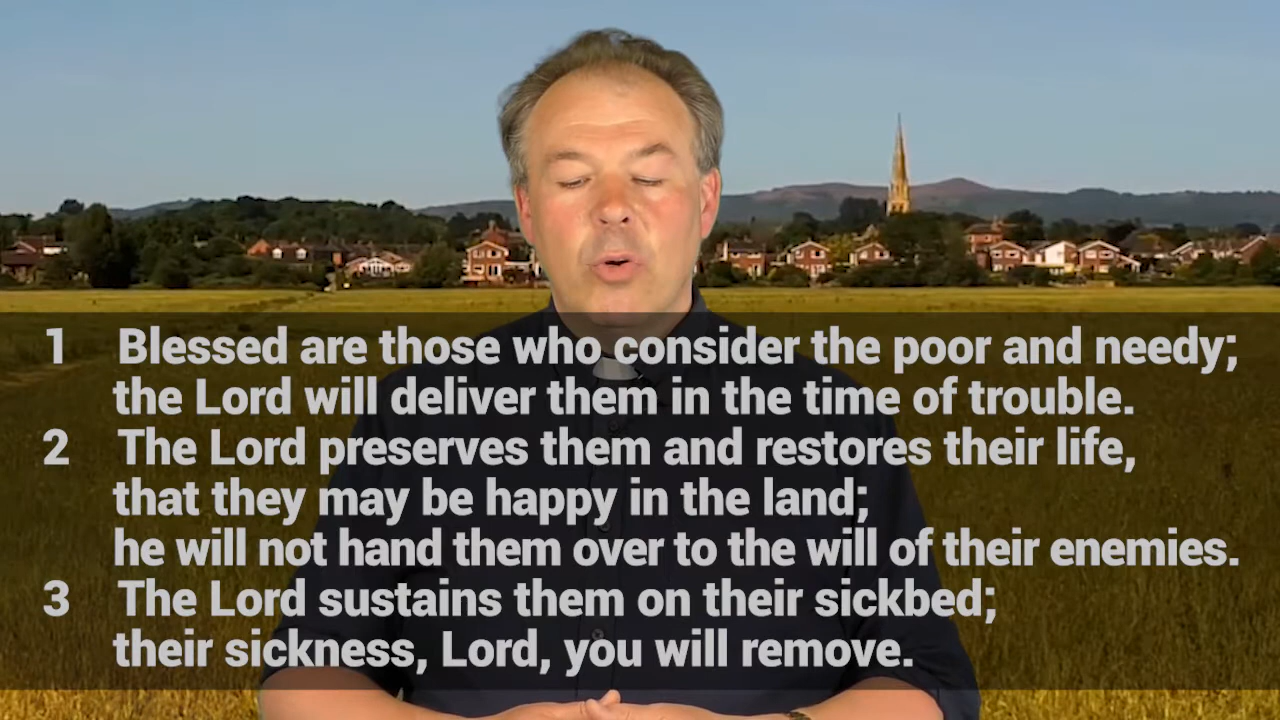 1 Blessed are those who consider the poor and needy;
the Lord will deliver them in the time of trouble.
2 The Lord preserves them and restores their life,
that they may be happy in the land;
he will not hand them over to the will of their enemies.
3 The Lord sustains them on their sickbed;
their sickness, Lord, you will remove.